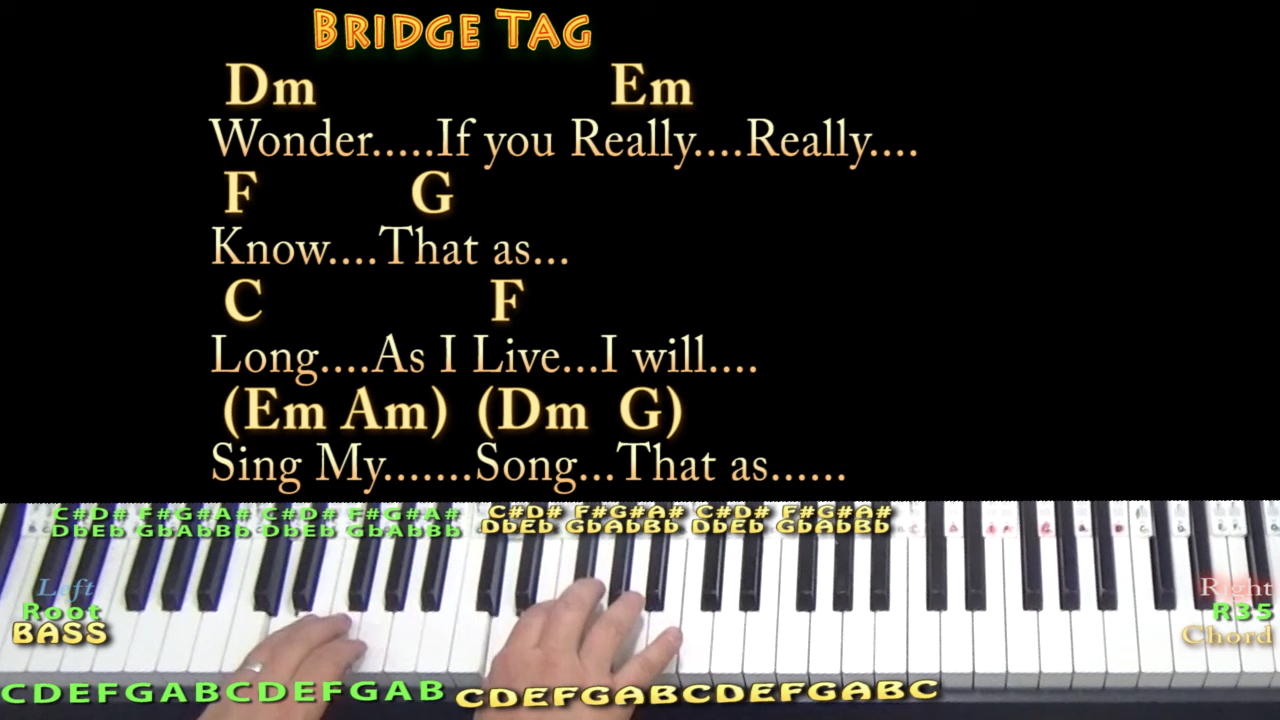 BRIDGE TAG
Dm Em
Wonder.....If you Really....Really....
F G
Know....That as...
C F
Long....As I Live...I will....
(Em Am) (Dm G)
Sing My.......Song...That as......
C#D# F#G#A# C#D# F#G#A# C#D# F#G#A# C#D# F#G#A#
DbEb GbAbBb DbEb GbAbBb DbEb GbAbBb DbEb GbAbBb
Left
Root
BASS
Right
R35
Chord
CDEFGABCDEFGAB CDEFGABCDEFGABC